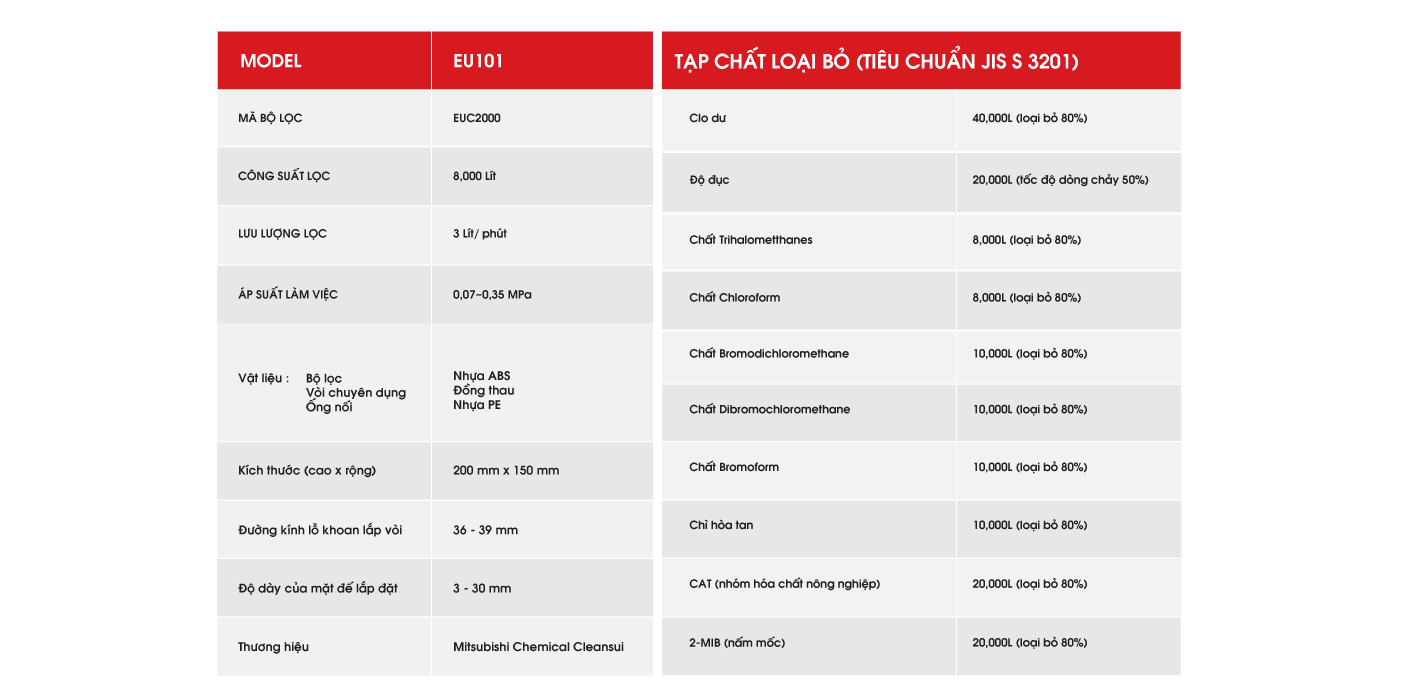 MODEL EU101
MÃ BỘ LỌC EUC2000
CÔNG SUẤT LỌC 8,000 Lít
LƯU LƯỢNG LỌC 3 Lít/ phút
ÁP SUẤT LÀM VIỆC 0,07~0,35 MPa
Vật liệu : Bộ lọc Nhựa ABS
Vòi chuyên dụng Đồng thau
Ống nối Nhựa PE
Kích thước (cao x rộng) 200 mm x 150 mm
Đường kính lỗ khoan lắp vòi 36 - 39 mm
Độ dày của mặt đế lắp đặt 3 - 30 mm
Thương hiệu Mitsubishi Chemical Cleansui
TẠP CHẤT LOẠI BỎ (TIÊU CHUẨN JIS S 3201)
Clo dư 40,000L (loại bỏ 80%)
Độ đục 20,000L (tốc độ dòng chảy 50%)
Chất Trihalometthanes 8,000L (loại bỏ 80%)
Chất Chloroform 8,000L (loại bỏ 80%)
Chất Bromodichloromethane 10,000L (loại bỏ 80%)
Chất Dibromochloromethane 10,000L (loại bỏ 80%)
Chất Bromoform 10,000L (loại bỏ 80%)
Chì hòa tan 10,000L (loại bỏ 80%)
CAT (nhóm hóa chất nông nghiệp) 20,000L (loại bỏ 80%)
2-MIB (nấm mốc) 20,000L (loại bỏ 80%)